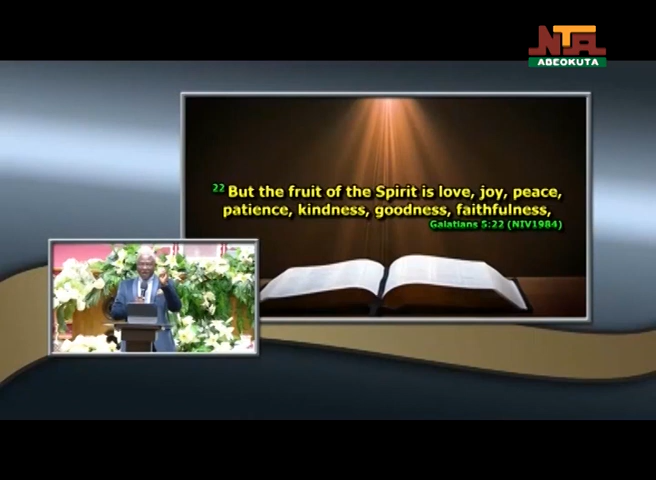 NTA
ABEOKUTA
22 But the fruit of the Spirit is love, joy, peace,
patience, kindness, goodness, faithfulness,
Galatians 5:22 (NIV1984)